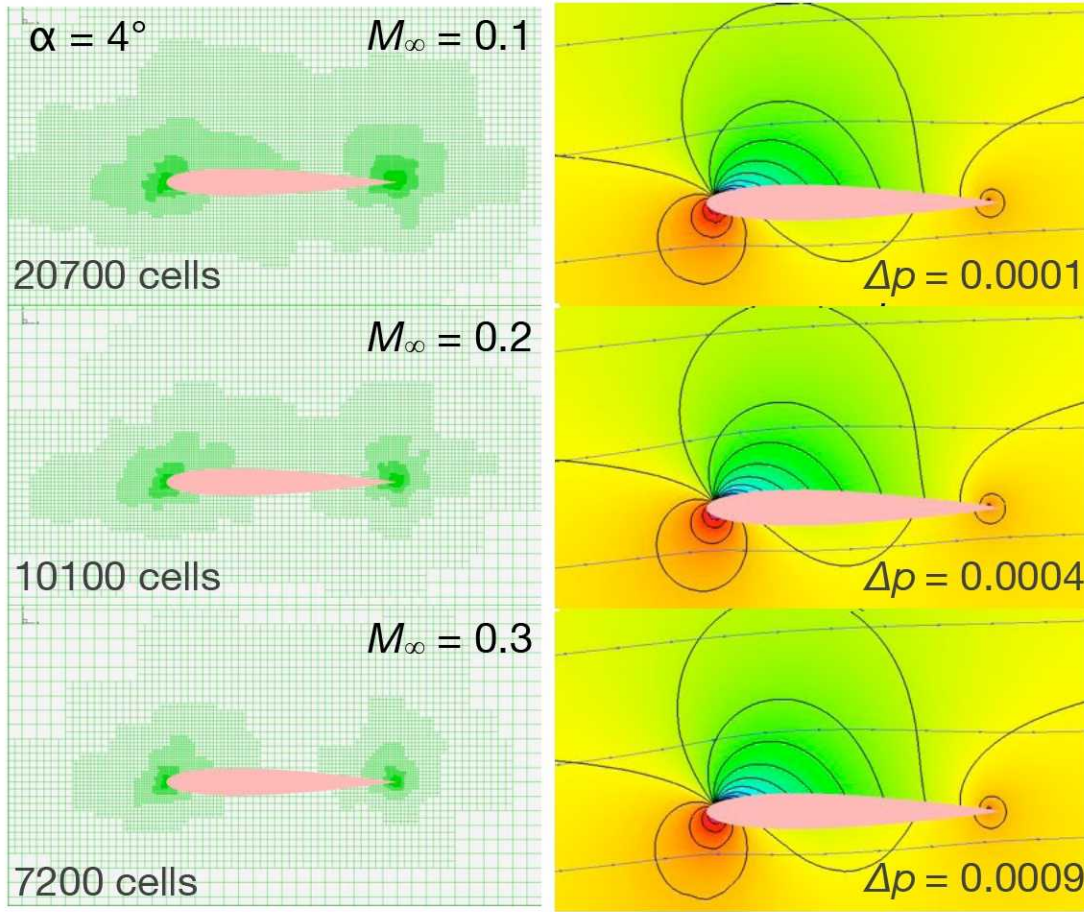 α = 4°
M∞ = 0.1
20700 cells
Δp = 0.0001
M∞ = 0.2
10100 cells
Δp = 0.0004
M∞ = 0.3
7200 cells
Δp = 0.0009